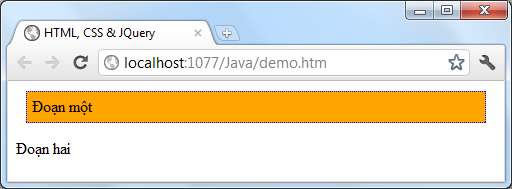 HTML, CSS & JQuery
localhost:1077/Java/demo.htm
Đoạn một
Đoạn hai